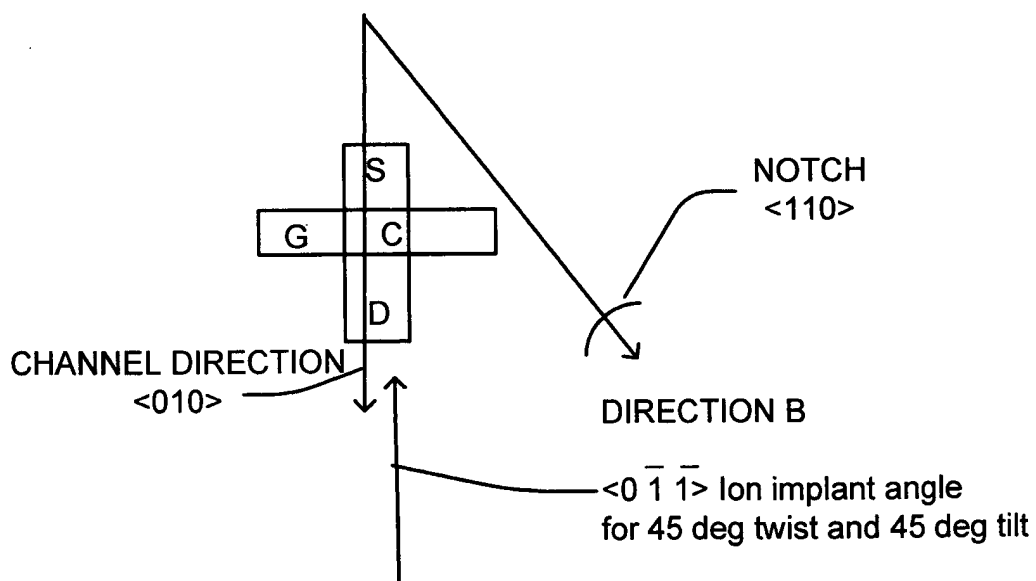 S
NOTCH
<110>
G
C
D
CHANNEL DIRECTION
<010>
DIRECTION B
<0 1̅ 1̅> Ion implant angle
for 45 deg twist and 45 deg tilt